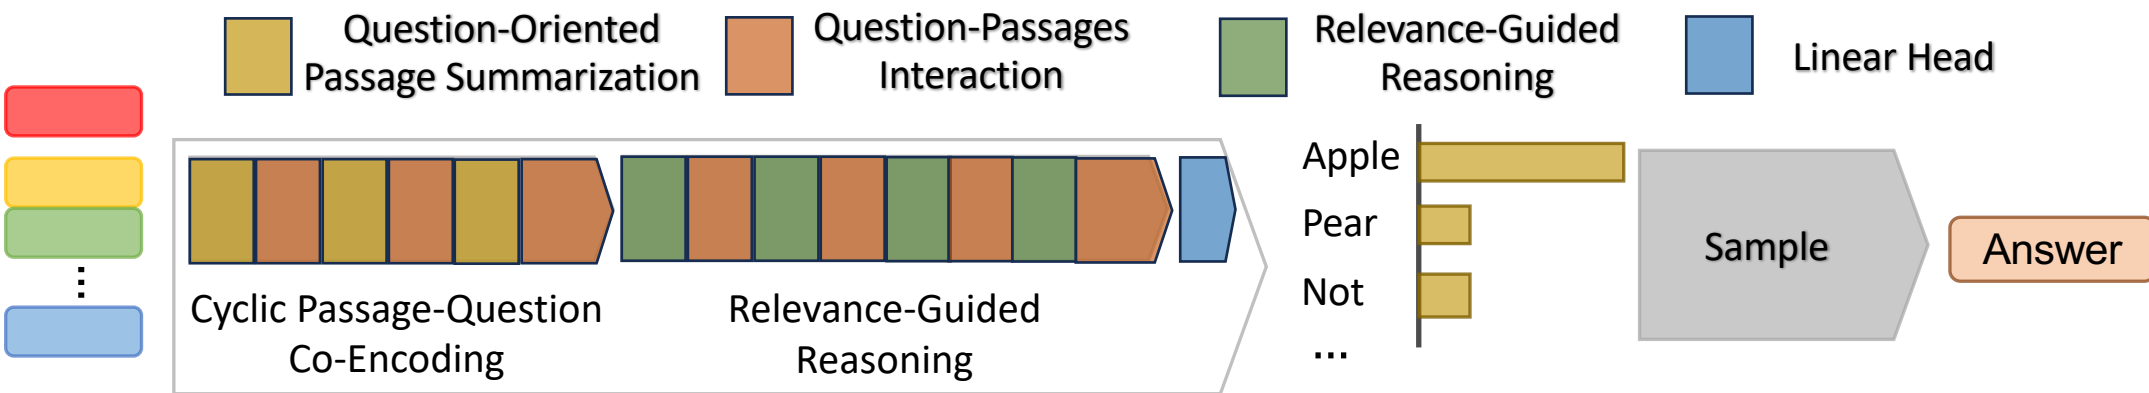 Question-Oriented
Passage Summarization
Question-Passages
Interaction
Relevance-Guided
Reasoning
Linear Head
Cyclic Passage-Question
Co-Encoding
Relevance-Guided
Reasoning
Apple
Pear
Not
...
Sample
Answer